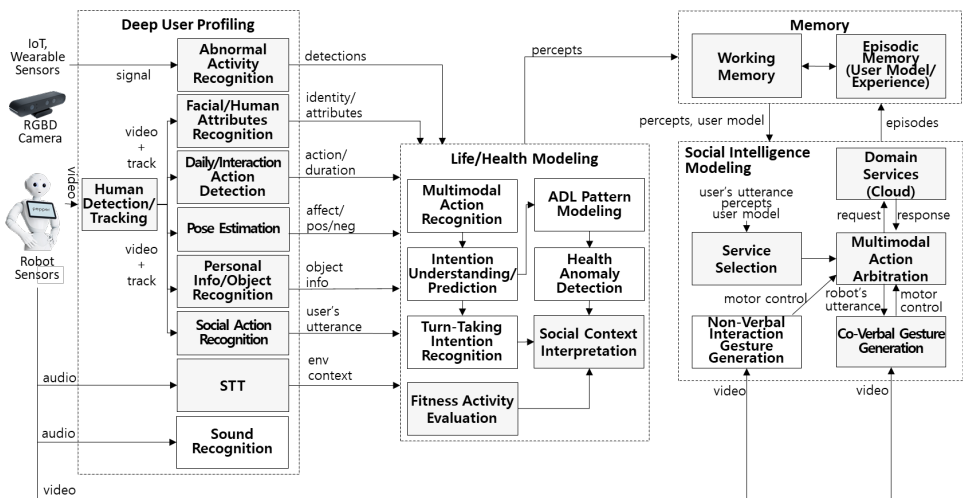 Deep User Profiling
IoT,
Wearable
Sensors
signal
Abnormal
Activity
Recognition
detections
RGBD
Camera
video
+
track
Facial/Human
Attributes
Recognition
identity/
attributes
Daily/Interaction
Action
Detection
action/
duration
video
Human
Detection/
Tracking
pepper
Robot
Sensors
Pose Estimation
affect/
pos/neg
video
+
track
Personal
Info/Object
Recognition
object
info
Social Action
Recognition
user's
utterance
audio
STT
env
context
audio
Sound
Recognition
video
Life/Health Modeling
Multimodal
Action
Recognition
ADL Pattern
Modeling
Intention
Understanding/
Prediction
Health
Anomaly
Detection
Turn-Taking
Intention
Recognition
Social Context
Interpretation
Fitness Activity
Evaluation
percepts
Memory
Working
Memory
Episodic
Memory
(User Model/
Experience)
percepts, user model
episodes
Social Intelligence
Modeling
Domain
Services
(Cloud)
user's utterance
percepts
user model
request
response
Service
Selection
Multimodal
Action
Arbitration
motor control
robot's
utterance
motor
control
Non-Verbal
Interaction
Gesture
Generation
Co-Verbal Gesture
Generation
video
video